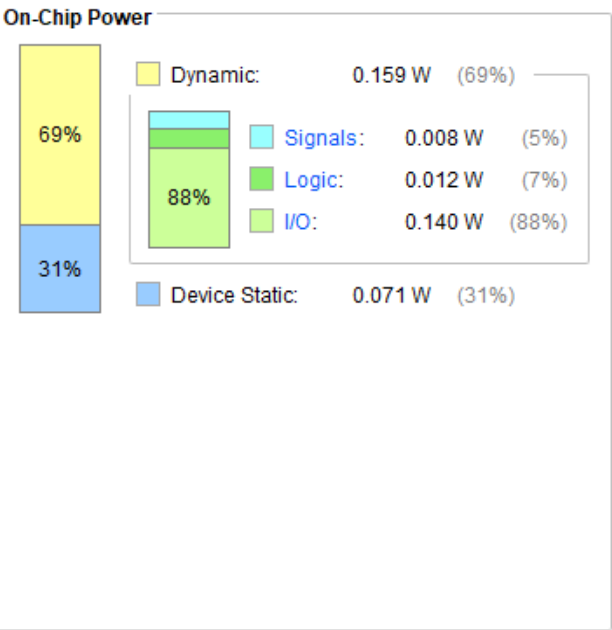 On-Chip Power
Dynamic: 0.159 W (69%)
69%
Signals: 0.008 W (5%)
Logic: 0.012 W (7%)
88%
I/O: 0.140 W (88%)
31%
Device Static: 0.071 W (31%)